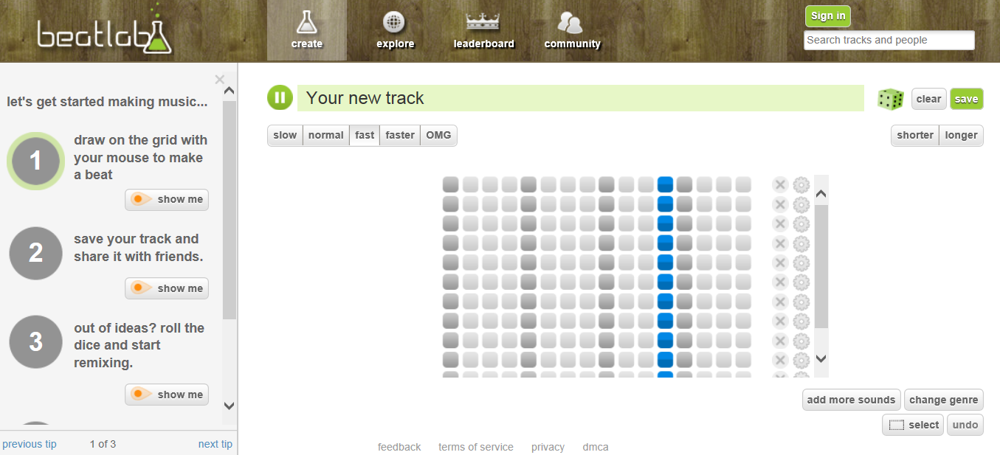 beatlab
create
explore
leaderboard
community
Sign in
Search tracks and people
let's get started making music...
1
draw on the grid with
your mouse to make
a beat
show me
2
save your track and
share it with friends.
show me
3
out of ideas? roll the
dice and start
remixing.
show me
previous tip
1 of 3
next tip
Your new track
clear
save
slow
normal
fast
faster
OMG
shorter
longer
add more sounds
change genre
select
undo
feedback
terms of service
privacy
dmca